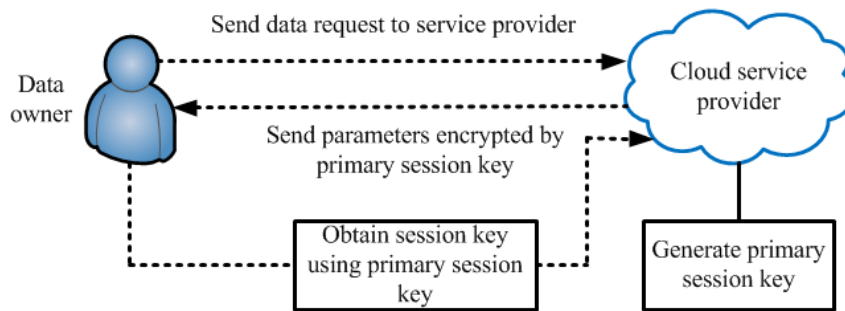 Send data request to service provider
Data
owner
Cloud service
provider
Send parameters encrypted by
primary session key
Obtain session key
using primary session
key
Generate primary
session key